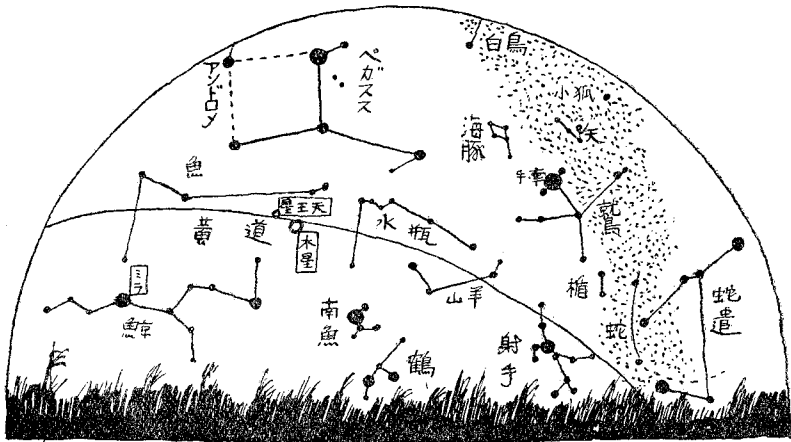 白鳥
ペガスス
アンドロメ
小狐
矢
海豚
牽牛
鷲
魚
天王星
水瓶
黄道
木星
楯
山羊
蛇遣
ミラ
鯨
南魚
蛇
射手
鶴